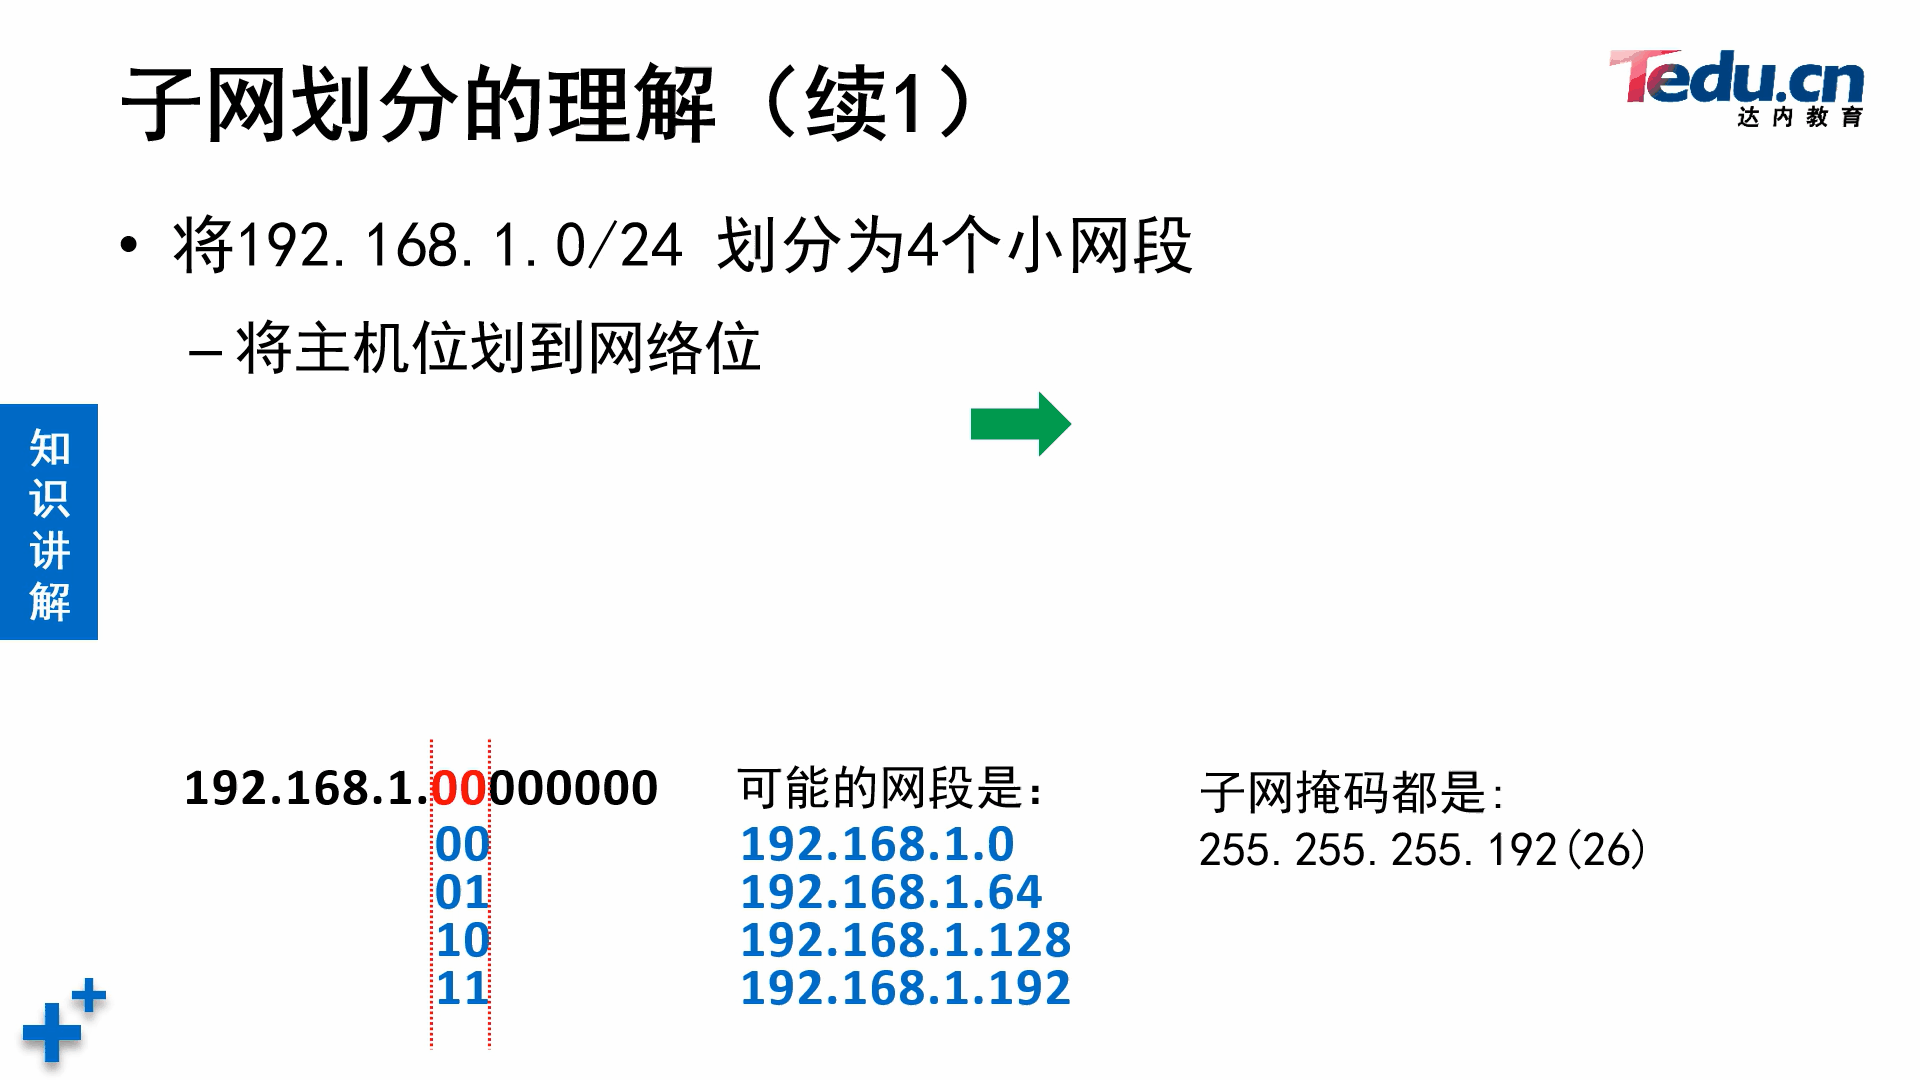 子网划分的理解（续1）
Tedu.cn
达内教育
• 将192.168.1.0/24 划分为4个小网段
– 将主机位划到网络位
知识讲解
192.168.1.00000000
00
01
10
11
可能的网段是：
192.168.1.0
192.168.1.64
192.168.1.128
192.168.1.192
子网掩码都是:
255.255.255.192(26)